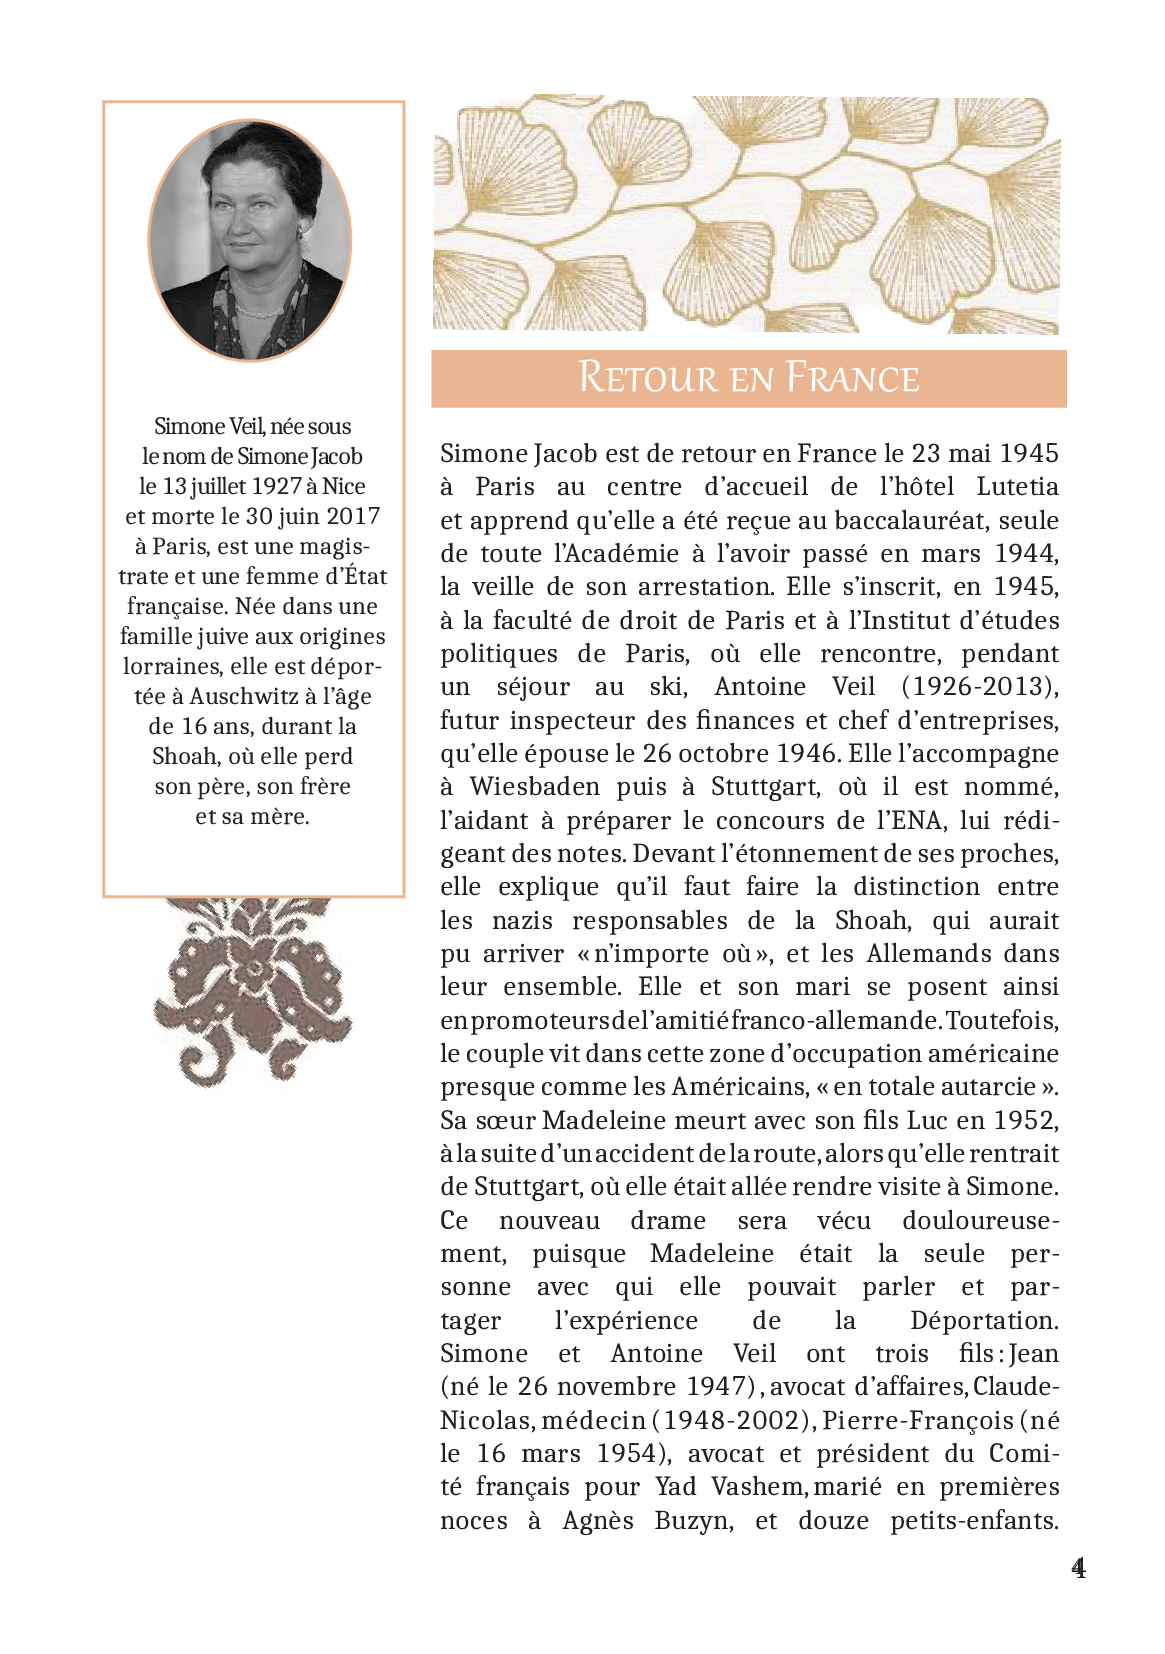 Simone Veil, née sous
le nom de Simone Jacob
le 13 juillet 1927 à Nice
et morte le 30 juin 2017
à Paris, est une magis-
trate et une femme d’État
française. Née dans une
famille juive aux origines
lorraines, elle est dépor-
tée à Auschwitz à l’âge
de 16 ans, durant la
Shoah, où elle perd
son père, son frère
et sa mère.
Retour en France
Simone Jacob est de retour en France le 23 mai 1945
à Paris au centre d’accueil de l’hôtel Lutetia
et apprend qu’elle a été reçue au baccalauréat, seule
de toute l’Académie à l’avoir passé en mars 1944,
la veille de son arrestation. Elle s’inscrit, en 1945,
à la faculté de droit de Paris et à l’Institut d’études
politiques de Paris, où elle rencontre, pendant
un séjour au ski, Antoine Veil (1926-2013),
futur inspecteur des finances et chef d’entreprises,
qu’elle épouse le 26 octobre 1946. Elle l’accompagne
à Wiesbaden puis à Stuttgart, où il est nommé,
l’aidant à préparer le concours de l’ENA, lui rédi-
geant des notes. Devant l’étonnement de ses proches,
elle explique qu’il faut faire la distinction entre
les nazis responsables de la Shoah, qui aurait
pu arriver « n’importe où », et les Allemands dans
leur ensemble. Elle et son mari se posent ainsi
en promoteurs de l’amitié franco-allemande. Toutefois,
le couple vit dans cette zone d’occupation américaine
presque comme les Américains, « en totale autarcie ».
Sa sœur Madeleine meurt avec son fils Luc en 1952,
à la suite d’un accident de la route, alors qu’elle rentrait
de Stuttgart, où elle était allée rendre visite à Simone.
Ce nouveau drame sera vécu douloureuse-
ment, puisque Madeleine était la seule per-
sonne avec qui elle pouvait parler et par-
tager l’expérience de la Déportation.
Simone et Antoine Veil ont trois fils : Jean
(né le 26 novembre 1947), avocat d’affaires, Claude-
Nicolas, médecin (1948-2002), Pierre-François (né
le 16 mars 1954), avocat et président du Comi-
té français pour Yad Vashem, marié en premières
noces à Agnès Buzyn, et douze petits-enfants.
4